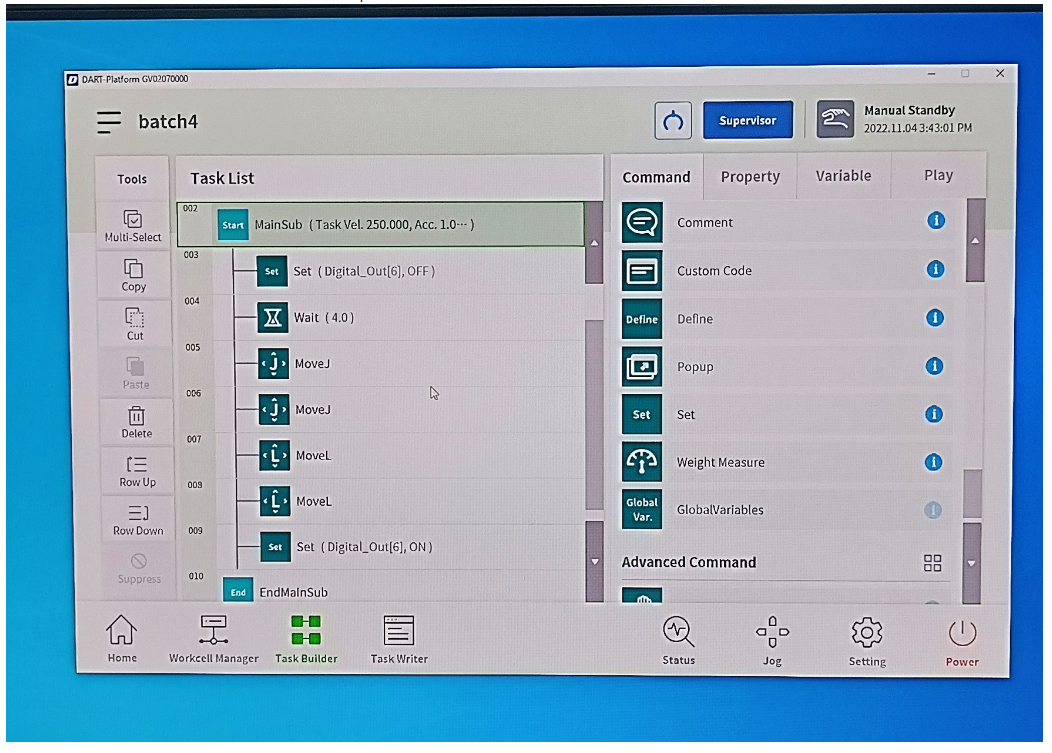 DART-Platform GV02070000
batch4
Supervisor
Manual Standby
2022.11.04 3:43:01 PM
Tools
Task List
Command
Property
Variable
Play
Multi-Select
Copy
Cut
Paste
Delete
Row Up
Row Down
Suppress
002
Start
MainSub ( Task Vel. 250.000, Acc. 1.0··· )
003
Set
Set ( Digital_Out[6], OFF )
004
Wait ( 4.0 )
005
J
MoveJ
006
J
MoveJ
007
L
MoveL
008
L
MoveL
009
Set
Set ( Digital_Out[6], ON )
010
End
EndMainSub
Comment
Custom Code
Define
Define
Popup
Set
Set
Weight Measure
Global
Var.
GlobalVariables
Advanced Command
Home
Workcell Manager
Task Builder
Task Writer
Status
Jog
Setting
Power